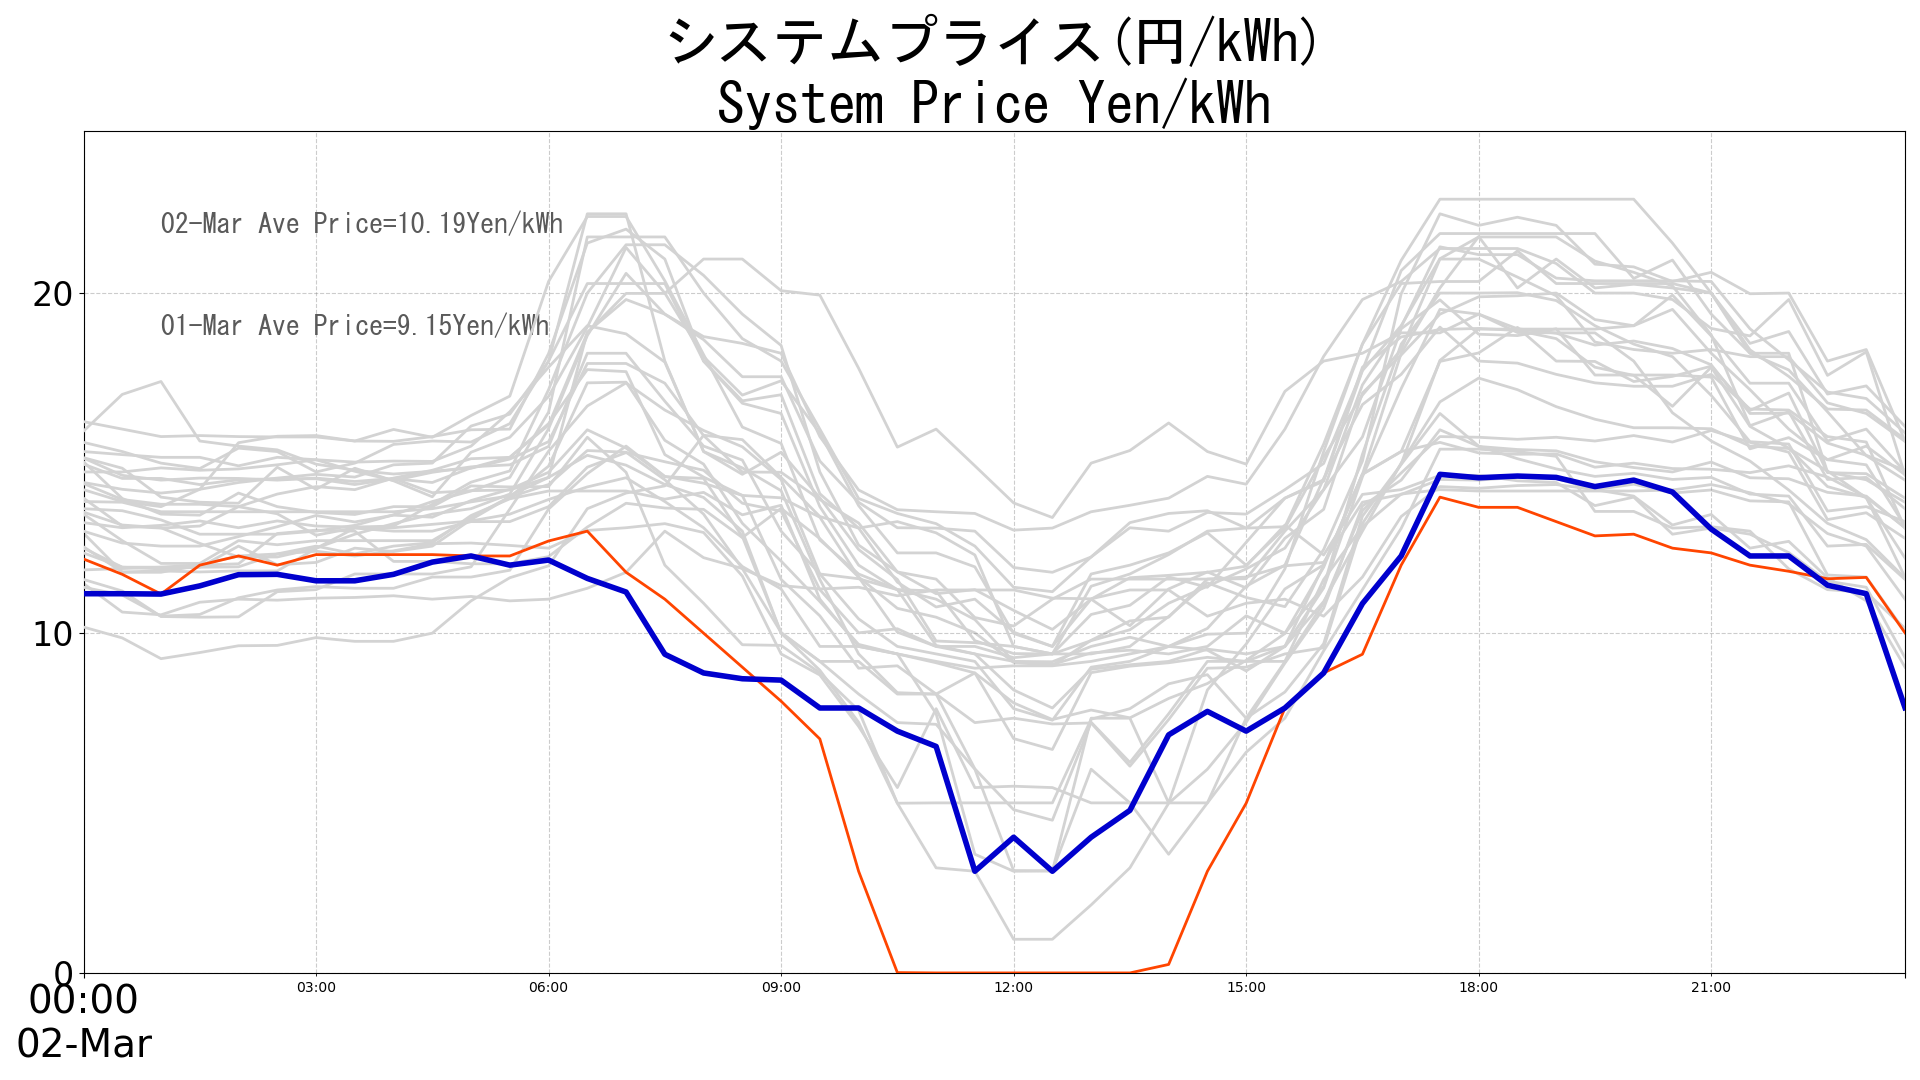 システムプライス(円/kWh)
System Price Yen/kWh
02-Mar Ave Price=10.19Yen/kWh
01-Mar Ave Price=9.15Yen/kWh
20
10
0
00:00 03:00 06:00 09:00 12:00 15:00 18:00 21:00
02-Mar